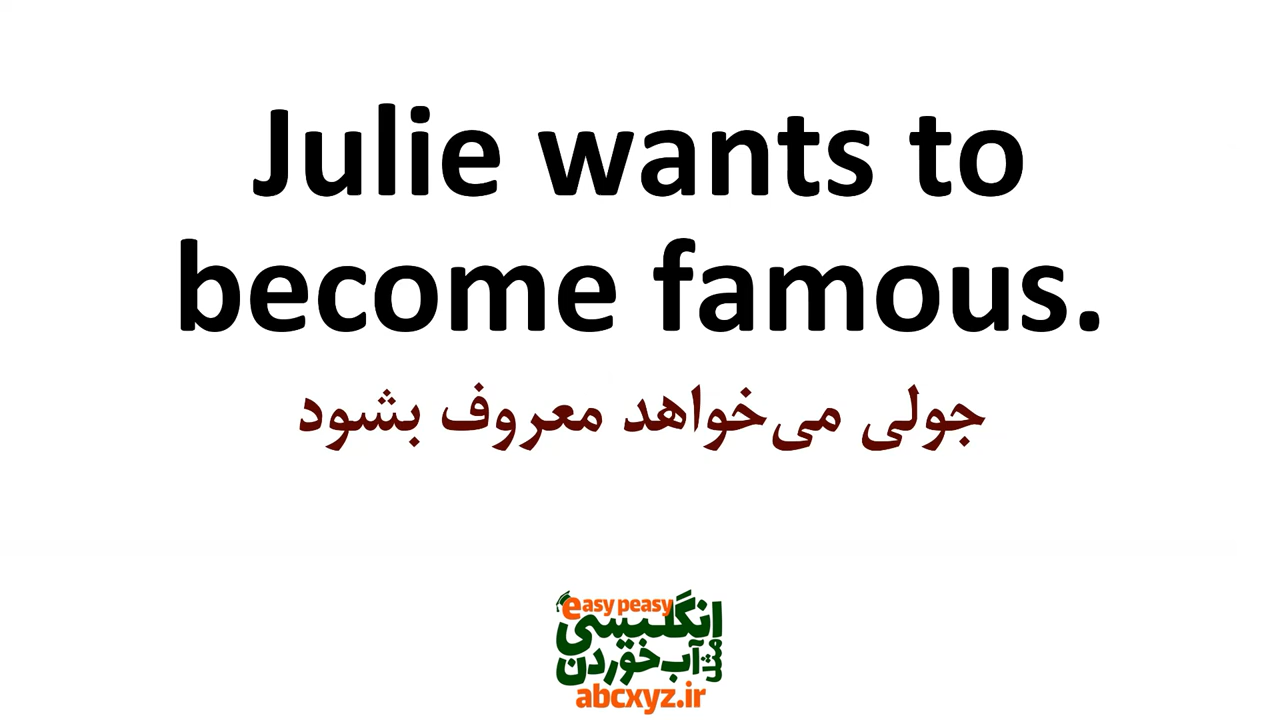 Julie wants to
become famous.
جولی می‌خواهد معروف بشود
easy peasy
انگلیسی
مثل آب خوردن
abcxyz.ir